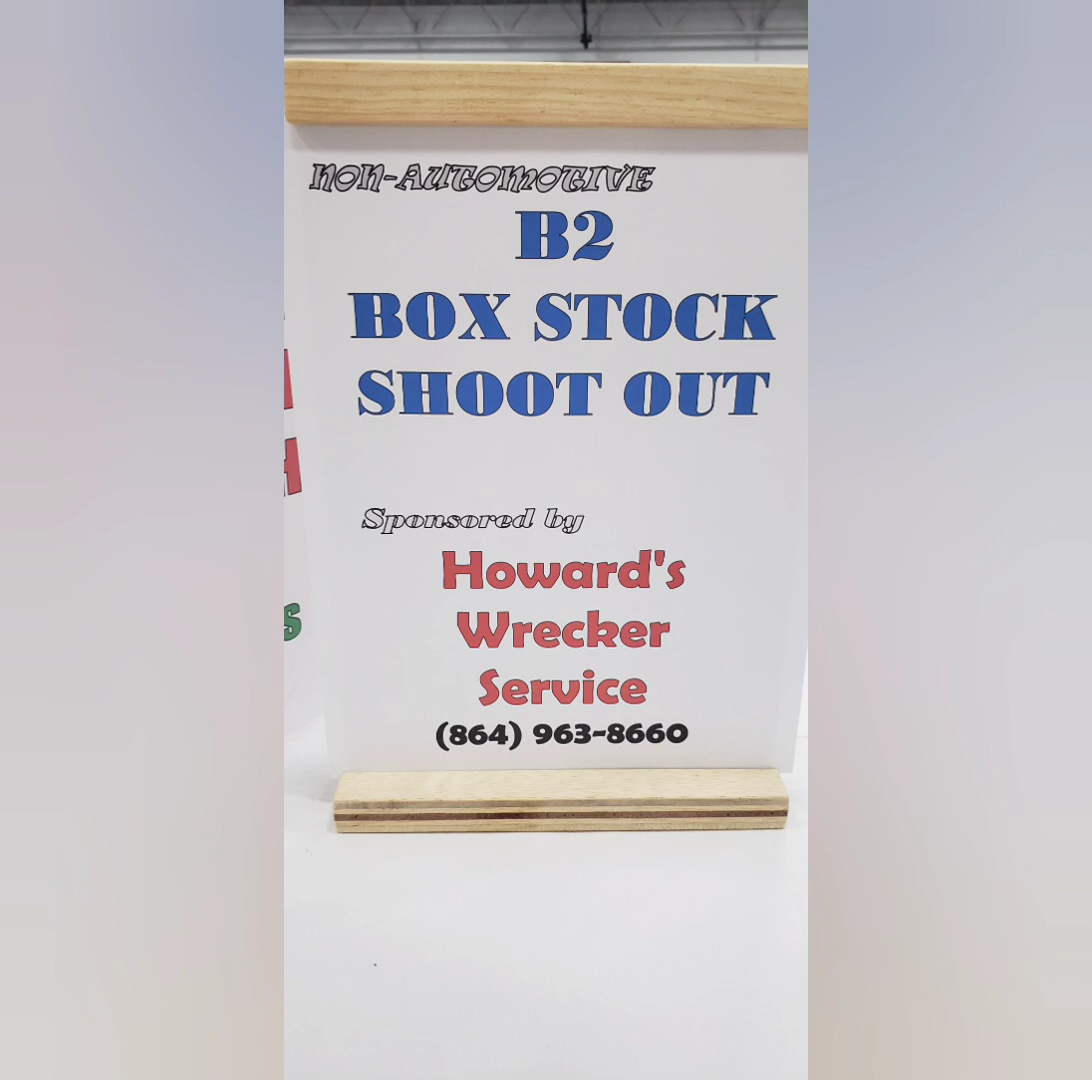 NON-AUTOMOTIVE
B2
BOX STOCK
SHOOT OUT
Sponsored by
Howard's
Wrecker
Service
(864) 963-8660